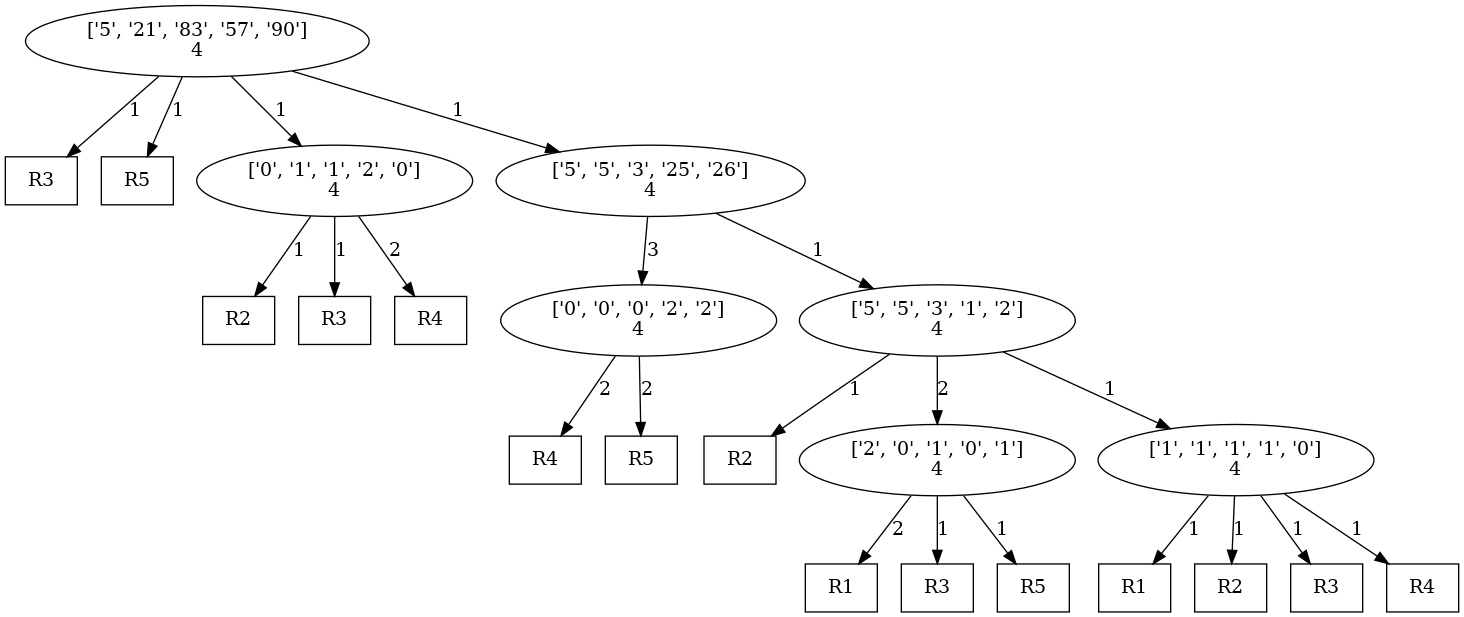 ['5', '21', '83', '57', '90']
4
1
1
1
1
R3
R5
['0', '1', '1', '2', '0']
4
['5', '5', '3', '25', '26']
4
1
1
2
3
1
R2
R3
R4
['0', '0', '0', '2', '2']
4
['5', '5', '3', '1', '2']
4
2
2
1
2
1
R4
R5
R2
['2', '0', '1', '0', '1']
4
['1', '1', '1', '1', '0']
4
2
1
1
1
1
1
1
R1
R3
R5
R1
R2
R3
R4